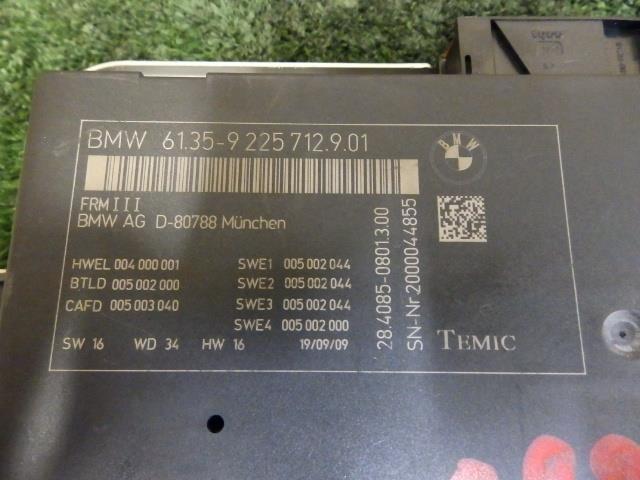 BMW 61.35-9 225 712.9.01
BMW
FRM III
BMW AG D-80788 München
HWEL 004 000 001
BTLD 005 002 000
CAFD 005 003 040
SWE1 005 002 044
SWE2 005 002 044
SWE3 005 002 044
SWE4 005 002 000
SW 16 WD 34 HW 16 19/09/09
28.4085-0801.3.00
SN-Nr 2000044855
TEMIC